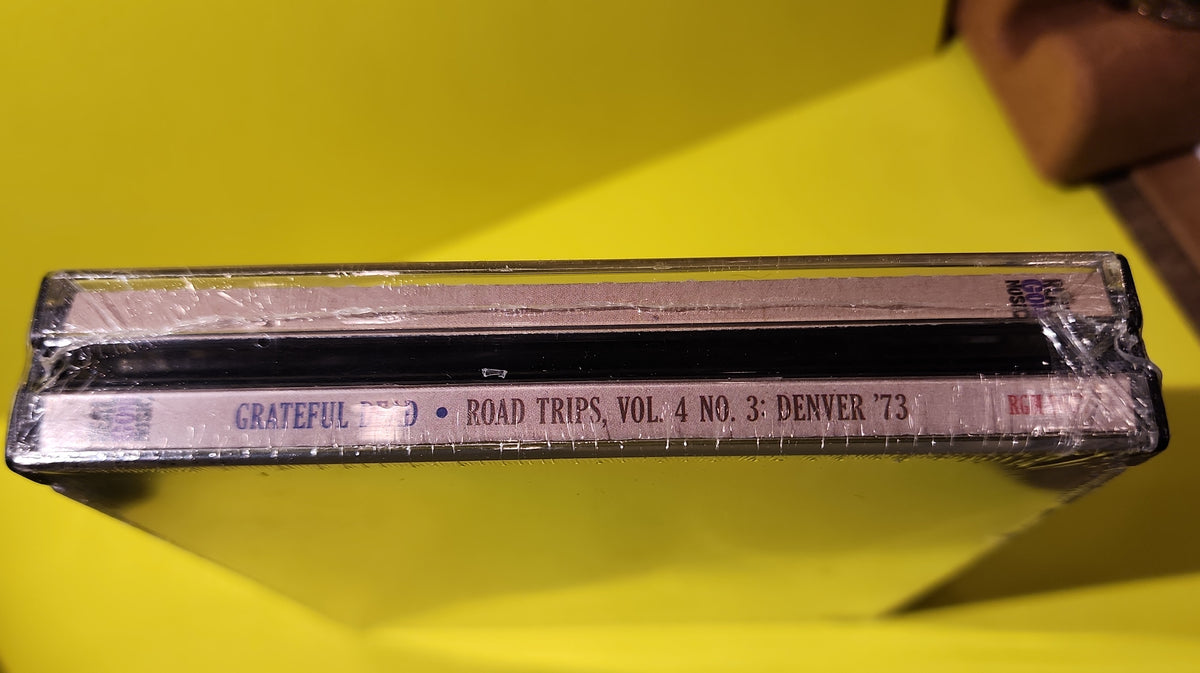 GRATEFUL DEAD • ROAD TRIPS, VOL. 4 NO. 3: DENVER '73